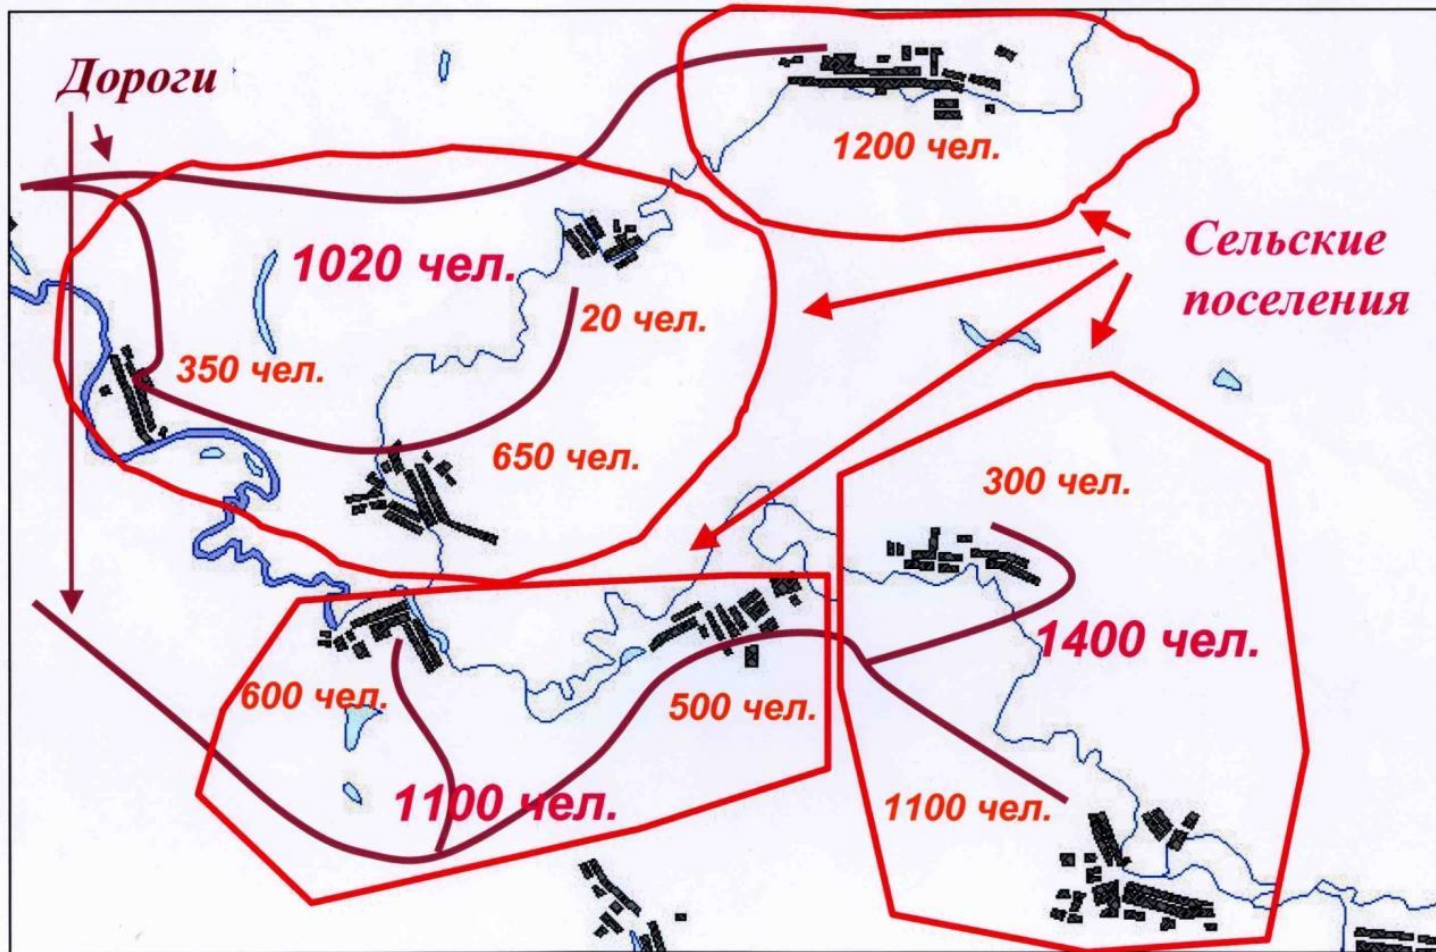 Дороги
1200 чел.
Сельские
поселения
1020 чел.
20 чел.
350 чел.
650 чел.
300 чел.
1400 чел.
600 чел.
500 чел.
1100 чел.
1100 чел.